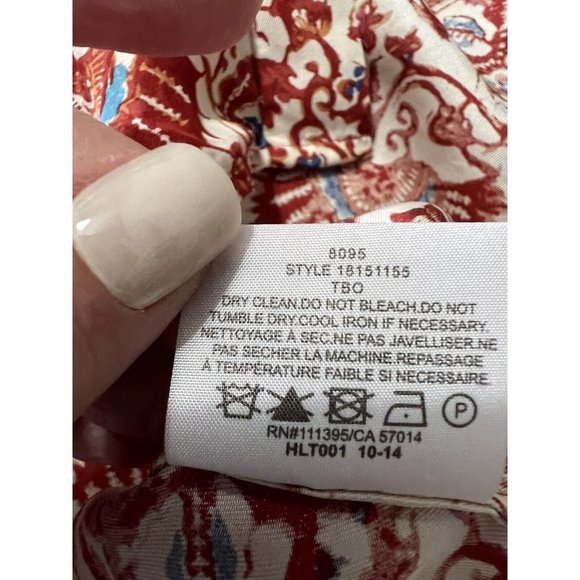 8095
STYLE 18151155
TBO
DRY CLEAN.DO NOT BLEACH.DO NOT
TUMBLE DRY.COOL IRON IF NECESSARY.
NETTOYAGE À SEC.NE PAS JAVELLISER.NE
PAS SECHER LA MACHINE.REPASSAGE
À TEMPÉRATURE FAIBLE SI NECESSAIRE.
P
RN#111395/CA 57014
HLT001 10-14